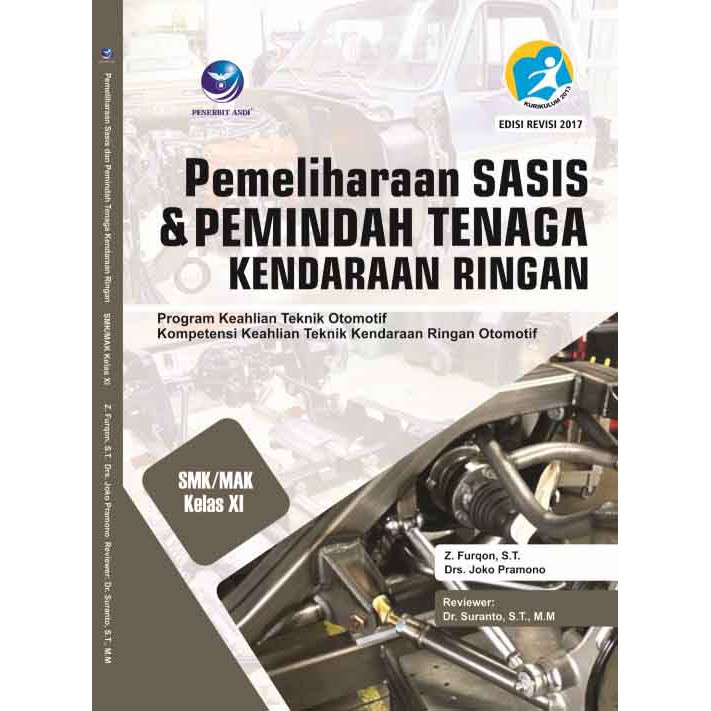 Pemeliharaan Sasis dan Pemindah Tenaga Kendaraan Ringan SMK/MAK Kelas XI Z. Furqon, S.T. Drs. Joko Pramono Reviewer: Dr. Suranto, S.T., M.M
PENERBIT ANDI
KURIKULUM 2013
EDISI REVISI 2017
Pemeliharaan SASIS
& PEMINDAH TENAGA
KENDARAAN RINGAN
Program Keahlian Teknik Otomotif
Kompetensi Keahlian Teknik Kendaraan Ringan Otomotif
SMK/MAK
Kelas XI
Z. Furqon, S.T.
Drs. Joko Pramono
Reviewer:
Dr. Suranto, S.T., M.M